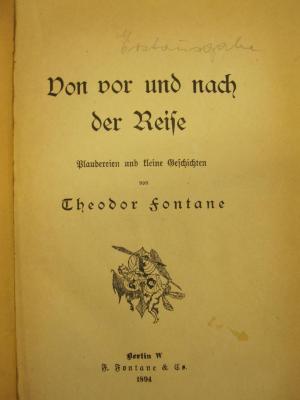 Erstausgabe
Von vor und nach
der Reise
Plaudereien und kleine Geschichten
von
Theodor Fontane
Berlin W
F. Fontane & Co.
1894